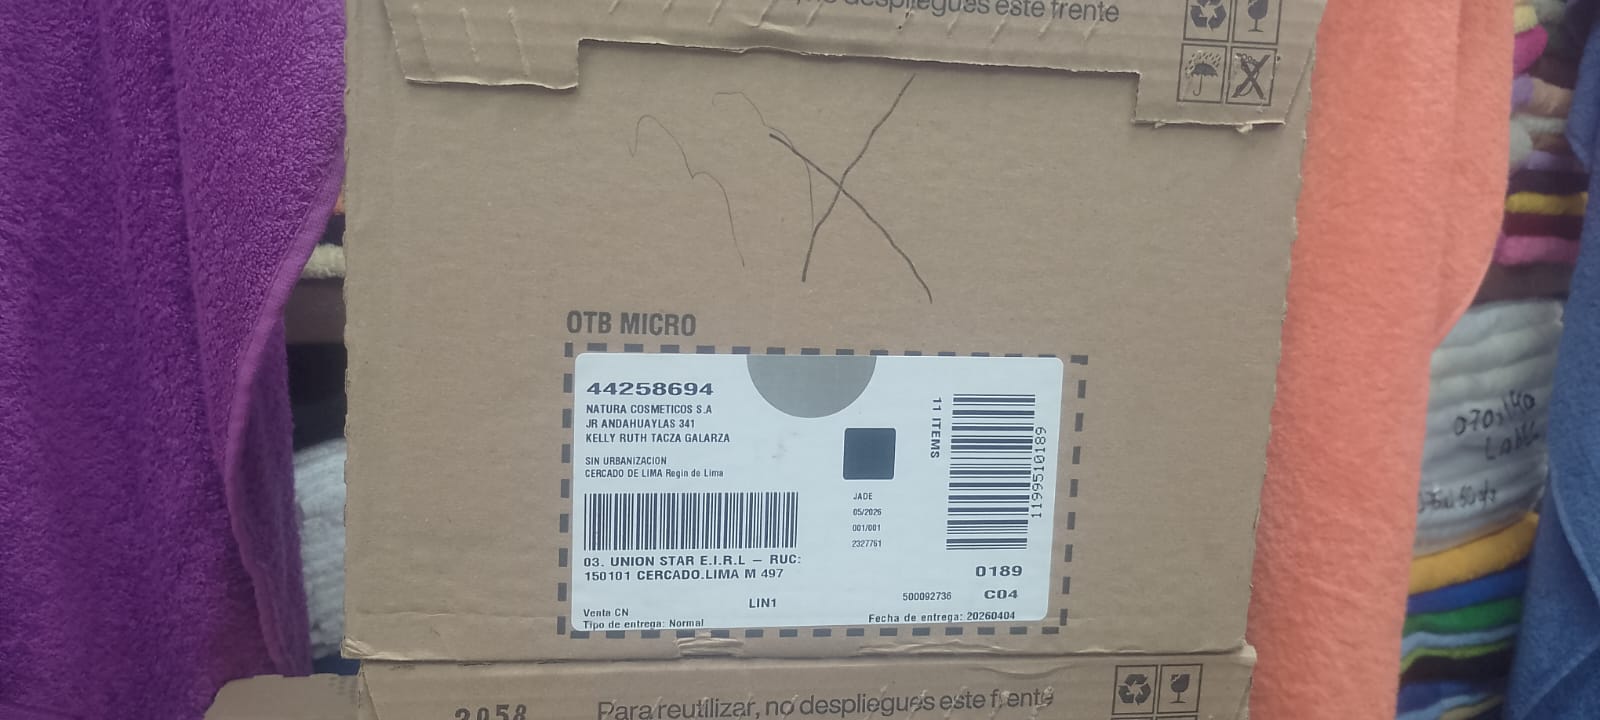 despliegues este frente
OTB MICRO
44258694
NATURA COSMETICOS S.A
JR ANDAHUAYLAS 341
KELLY RUTH TACZA GALARZA
SIN URBANIZACION
CERCADO DE LIMA Regin de Lima
11 ITEMS
1199510189
JADE
05/2026
001/001
2327761
03. UNION STAR E.I.R.L – RUC:
150101 CERCADO.LIMA M 497
0189
500092736 C04
LIN1
Venta CN
Tipo de entrega: Normal
Fecha de entrega: 20260404
Para reutilizar, no despliegues este frente